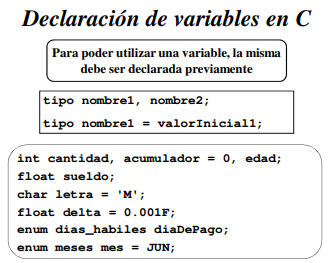 Declaración de variables en C
Para poder utilizar una variable, la misma
debe ser declarada previamente
tipo nombre1, nombre2;
tipo nombre1 = valorInicial1;
int cantidad, acumulador = 0, edad;
float sueldo;
char letra = 'M';
float delta = 0.001F;
enum dias_habiles diaDePago;
enum meses mes = JUN;